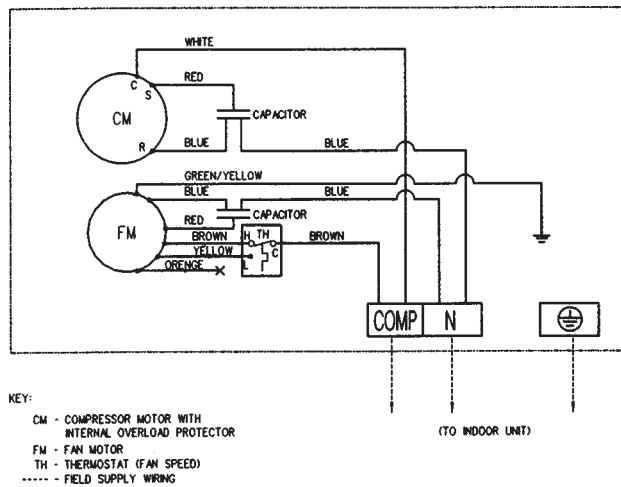 WHITE
C
S
RED
CM
CAPACITOR
R
BLUE
BLUE
GREEN/YELLOW
BLUE
BLUE
CAPACITOR
RED
FM
BROWN
H
TH
C
BROWN
YELLOW
L
ORENGE
COMP
N
(TO INDOOR UNIT)
KEY:
CM - COMPRESSOR MOTOR WITH
INTERNAL OVERLOAD PROTECTOR
FM - FAN MOTOR
TH - THERMOSTAT (FAN SPEED)
----- - FIELD SUPPLY WIRING